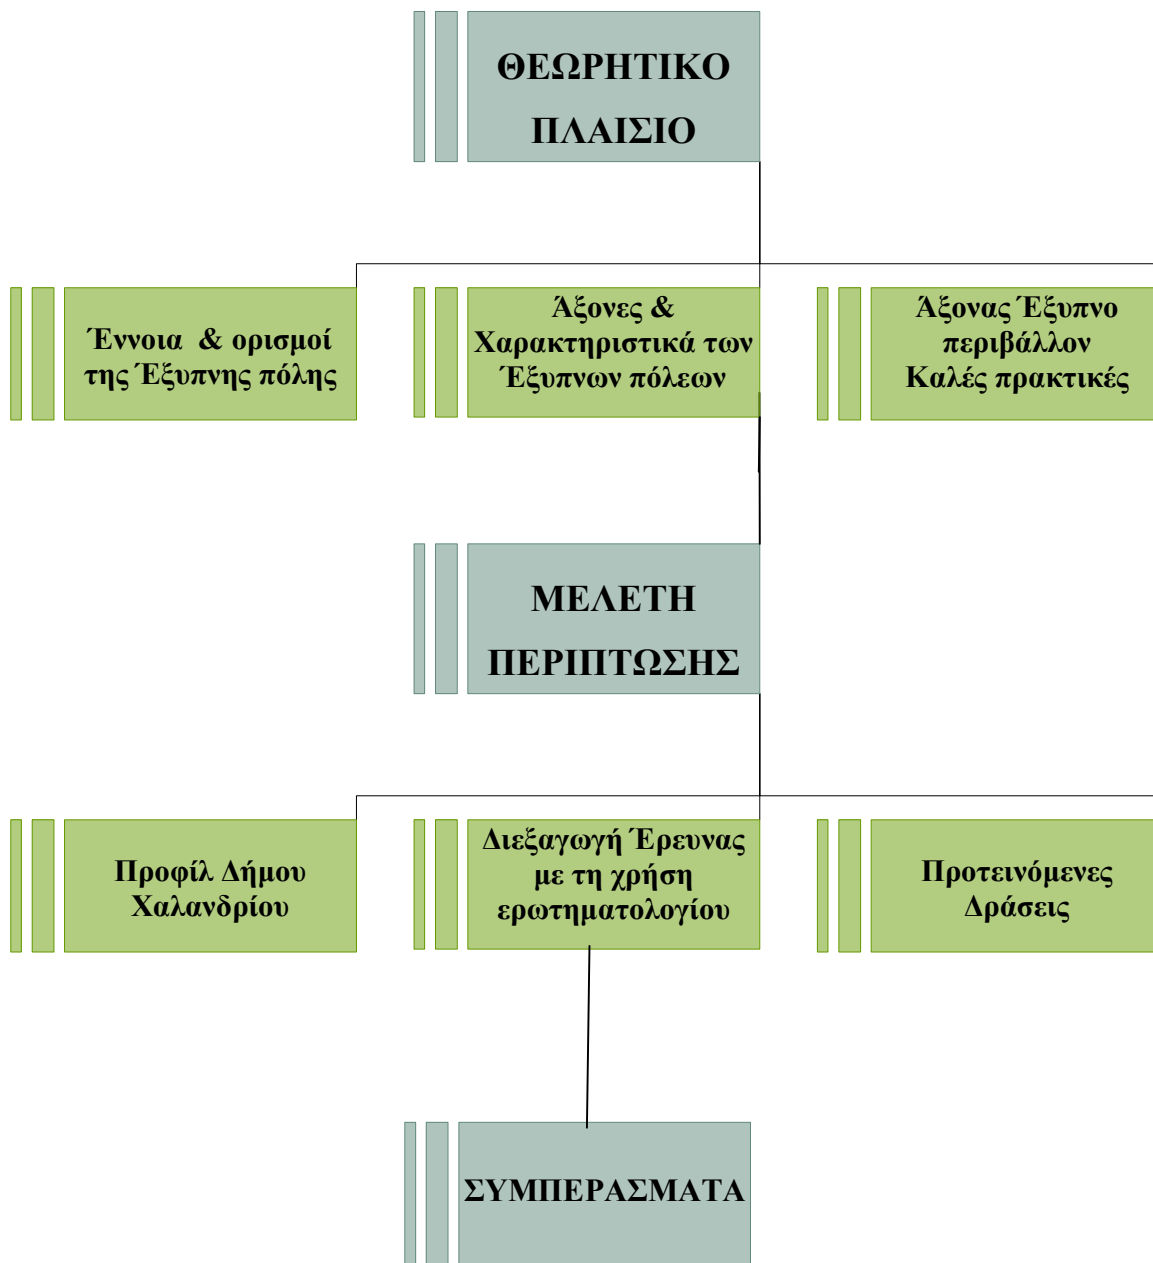 ΘΕΩΡΗΤΙΚΟ
ΠΛΑΙΣΙΟ
Έννοια & ορισμοί
της Έξυπνης πόλης
Άξονες &
Χαρακτηριστικά των
Έξυπνων πόλεων
Άξονας Έξυπνο
περιβάλλον
Καλές πρακτικές
ΜΕΛΕΤΗ
ΠΕΡΙΠΤΩΣΗΣ
Προφίλ Δήμου
Χαλανδρίου
Διεξαγωγή Έρευνας
με τη χρήση
ερωτηματολογίου
Προτεινόμενες
Δράσεις
ΣΥΜΠΕΡΑΣΜΑΤΑ